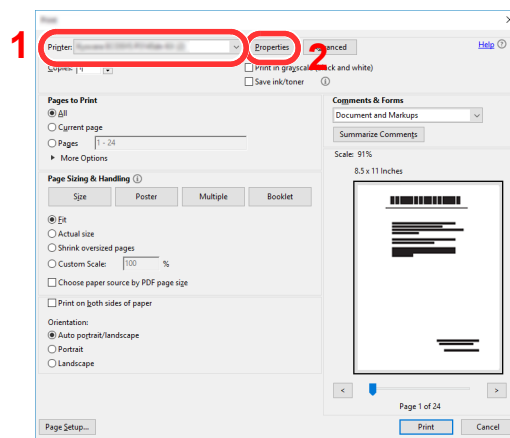 Print
1
Printer:
Properties
Advanced
Help
2
Copies:
Print in grayscale (black and white)
Save ink/toner
Pages to Print
All
Current page
Pages 1 - 24
More Options
Page Sizing & Handling
Size Poster Multiple Booklet
Fit
Actual size
Shrink oversized pages
Custom Scale: 100 %
Choose paper source by PDF page size
Print on both sides of paper
Orientation:
Auto portrait/landscape
Portrait
Landscape
Comments & Forms
Document and Markups
Summarize Comments
Scale: 91%
8.5 x 11 Inches
< >
Page 1 of 24
Page Setup...
Print
Cancel